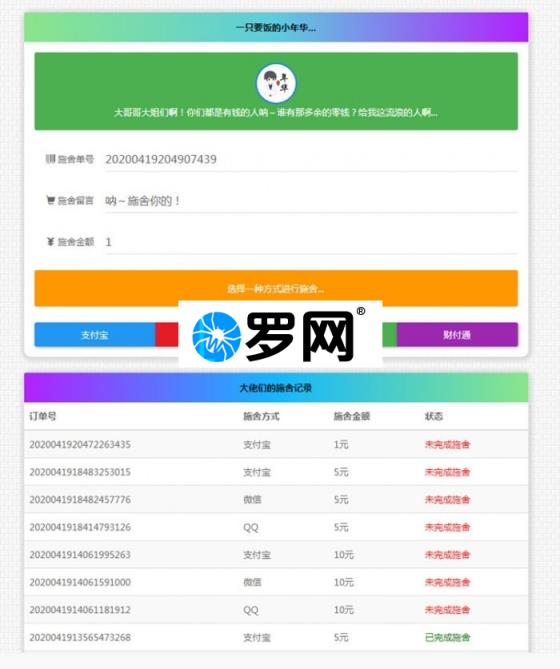 一只要饭的小年华...
年华
大哥哥大姐们啊！你们都是有钱的人呐～谁有那多余的零钱？给我这流浪的人啊...
施舍单号 20200419204907439
施舍留言 呐～施舍你的！
¥ 施舍金额 1
选择一种方式进行施舍...
支付宝 财付通
罗网®
大佬们的施舍记录
订单号 施舍方式 施舍金额 状态
2020041920472263435 支付宝 1元 未完成施舍
2020041918483253015 支付宝 5元 未完成施舍
2020041918482457776 微信 5元 未完成施舍
2020041918414793126 QQ 5元 未完成施舍
2020041914061995263 支付宝 10元 未完成施舍
2020041914061591000 微信 10元 未完成施舍
2020041914061181912 QQ 10元 未完成施舍
2020041913565473268 支付宝 5元 已完成施舍